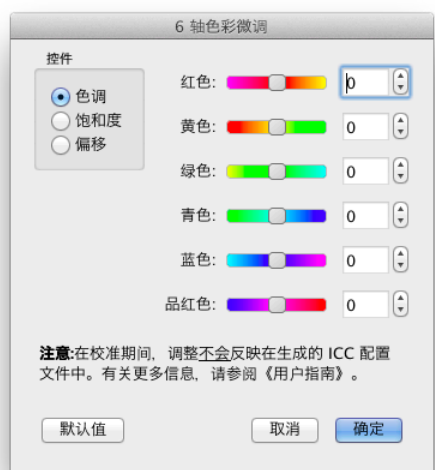 6 轴色彩微调
控件
色调
饱和度
偏移
红色: 0
黄色: 0
绿色: 0
青色: 0
蓝色: 0
品红色: 0
注意:在校准期间，调整不会反映在生成的 ICC 配置
文件中。有关更多信息，请参阅《用户指南》。
默认值 取消 确定